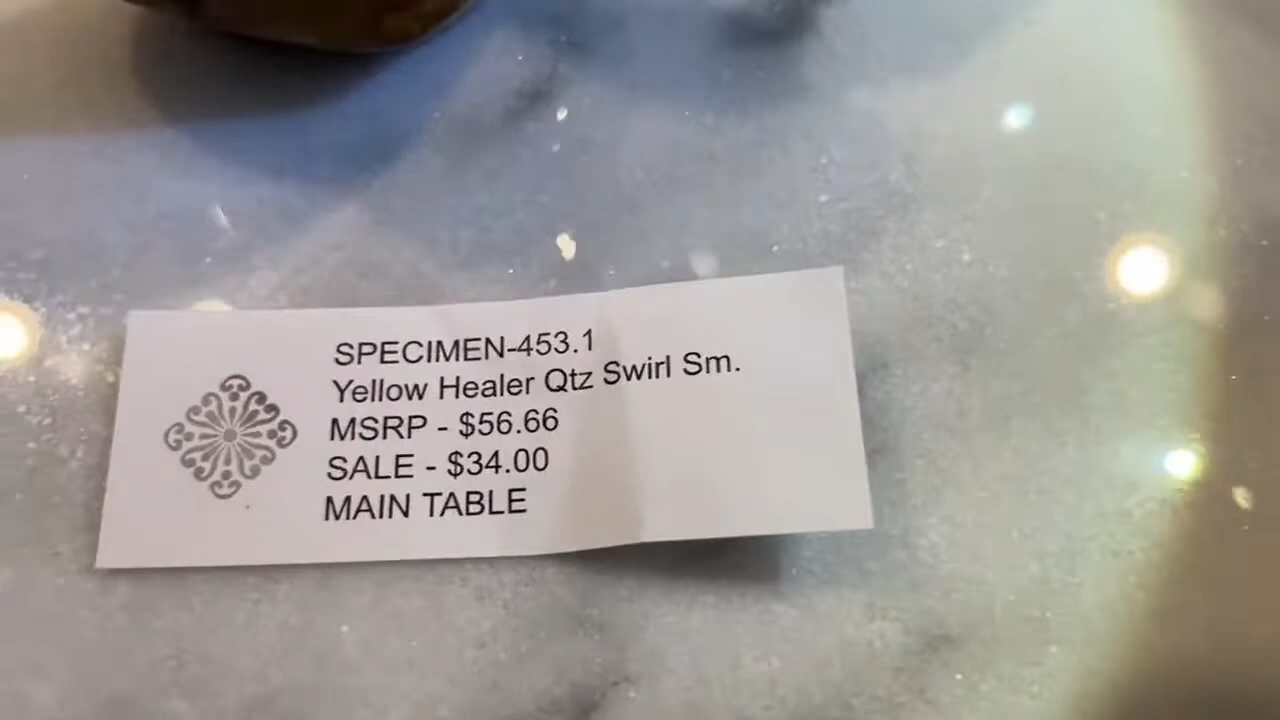 SPECIMEN-453.1
Yellow Healer Qtz Swirl Sm.
MSRP - $56.66
SALE - $34.00
MAIN TABLE